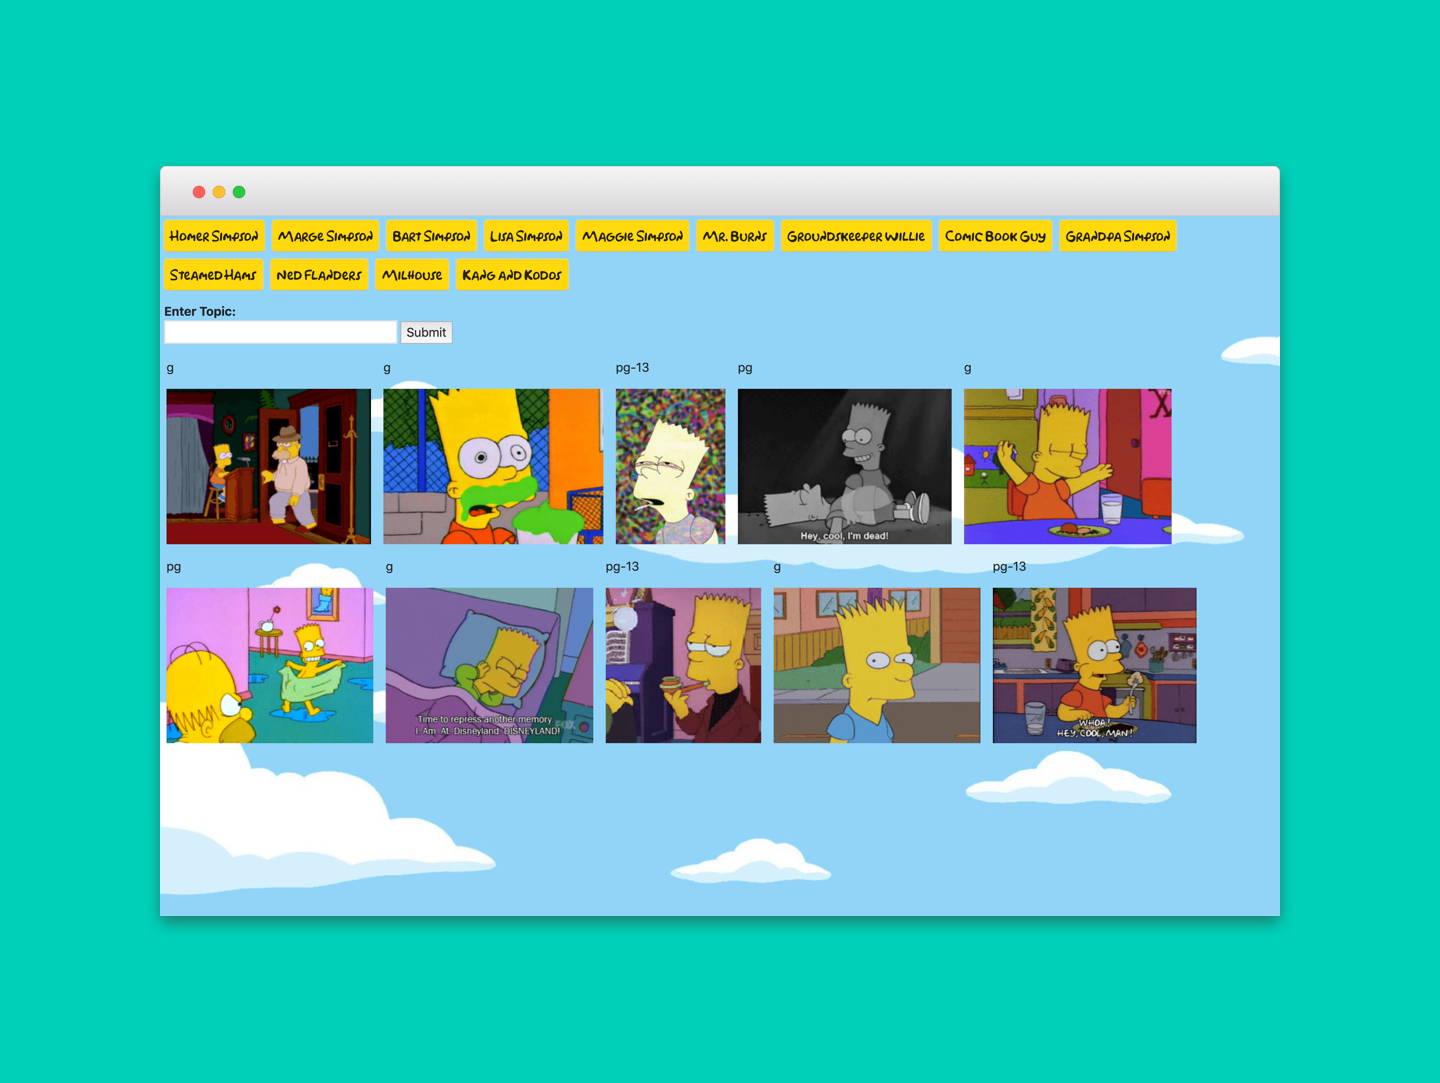 Homer Simpson Marge Simpson Bart Simpson Lisa Simpson Maggie Simpson Mr. Burns Groundskeeper Willie Comic Book Guy Grandpa Simpson
Steamed Hams Ned Flanders Milhouse Kang and Kodos
Enter Topic:
Submit
g g pg-13 pg g
Hey, cool, I'm dead!
pg g pg-13 g pg-13
Time to repress another memory.
I. Am. At. Disneyland. DISNEYLAND!
FOX
WHOA!
HEY, COOL, MAN!